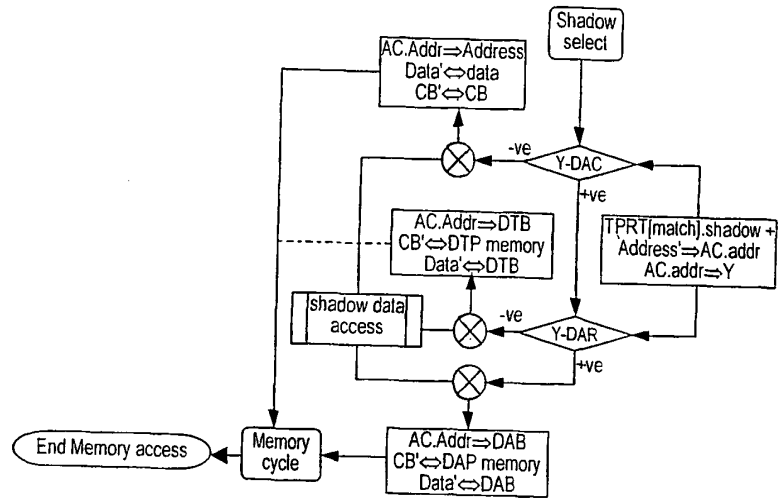 Shadow
select
AC.Addr⇒Address
Data'⇔data
CB'⇔CB
-ve
Y-DAC
+ve
AC.Addr⇒DTB
CB'⇔DTP memory
Data'⇔DTB
TPRT[match].shadow +
Address'⇒AC.addr
AC.addr⇒Y
shadow data
access
-ve
Y-DAR
+ve
AC.Addr⇒DAB
CB'⇔DAP memory
Data'⇔DAB
Memory
cycle
End Memory access